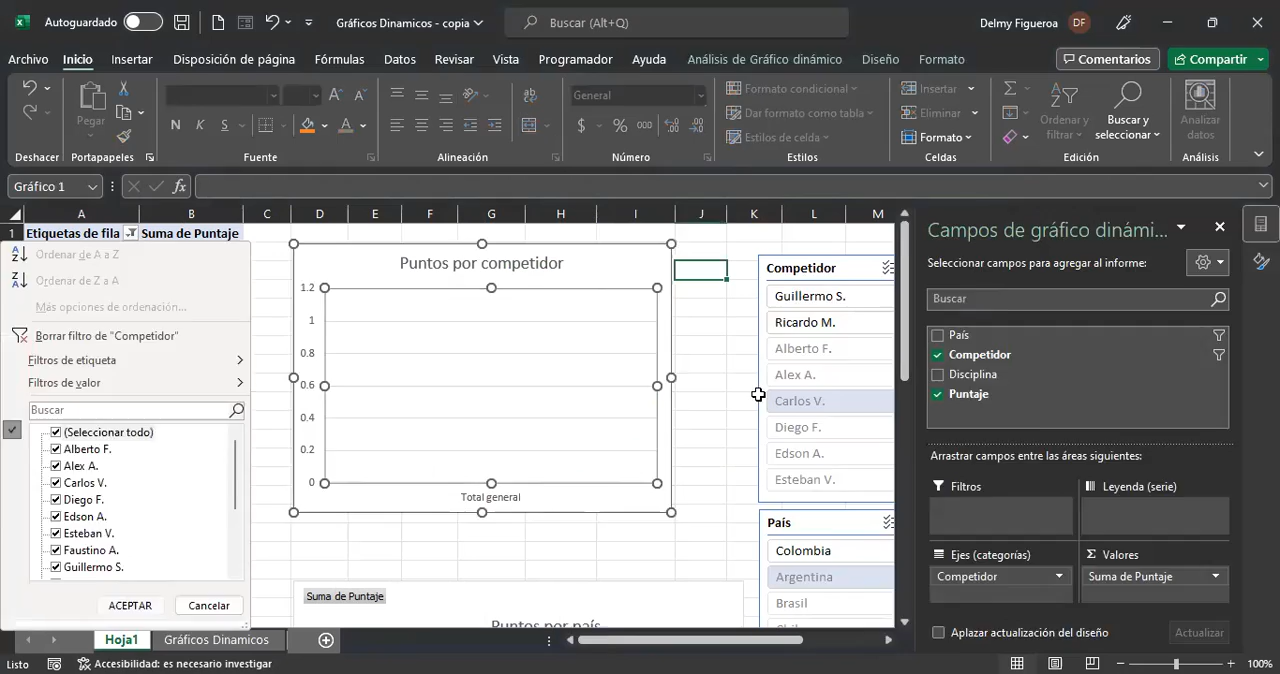 Autoguardado
Gráficos Dinamicos - copia
Buscar (Alt+Q)
Delmy Figueroa
DF
Archivo
Inicio
Insertar
Disposición de página
Fórmulas
Datos
Revisar
Vista
Programador
Ayuda
Análisis de Gráfico dinámico
Diseño
Formato
Comentarios
Compartir
Pegar
N K S
General
$ % 000
Formato condicional
Dar formato como tabla
Estilos de celda
Insertar
Eliminar
Formato
Ordenar y filtrar
Buscar y seleccionar
Analizar datos
Deshacer
Portapapeles
Fuente
Alineación
Número
Estilos
Celdas
Edición
Análisis
Gráfico 1
fx
A B C D E F G H I J K L M
1 Etiquetas de fila Suma de Puntaje
Ordenar de A a Z
Ordenar de Z a A
Más opciones de ordenación...
Borrar filtro de "Competidor"
Filtros de etiqueta
Filtros de valor
Buscar
(Seleccionar todo)
Alberto F.
Alex A.
Carlos V.
Diego F.
Edson A.
Esteban V.
Faustino A.
Guillermo S.
ACEPTAR
Cancelar
Puntos por competidor
1.2
1
0.8
0.6
0.4
0.2
0
Total general
Suma de Puntaje
Puntos por país
Competidor
Guillermo S.
Ricardo M.
Alberto F.
Alex A.
Carlos V.
Diego F.
Edson A.
Esteban V.
País
Colombia
Argentina
Brasil
Campos de gráfico dinámi...
Seleccionar campos para agregar al informe:
Buscar
País
Competidor
Disciplina
Puntaje
Arrastrar campos entre las áreas siguientes:
Filtros
Leyenda (serie)
Ejes (categorías)
Σ Valores
Competidor
Suma de Puntaje
Aplazar actualización del diseño
Actualizar
Hoja1
Gráficos Dinamicos
Listo
Accesibilidad: es necesario investigar
100%